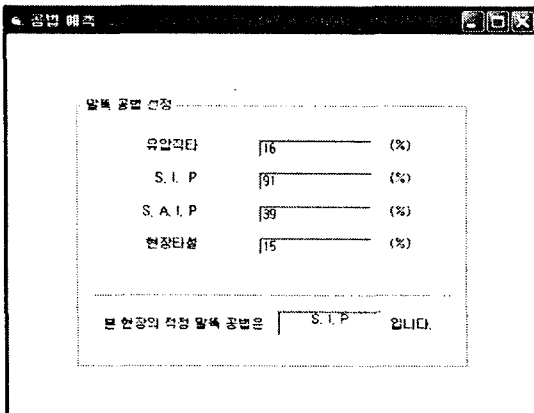 공법 예측
말뚝 공법 선정
유압직타 16 (%)
S. I. P 91 (%)
S. A. I. P 39 (%)
현장타설 15 (%)
본 현장의 적정 말뚝 공법은 S. I. P 입니다.